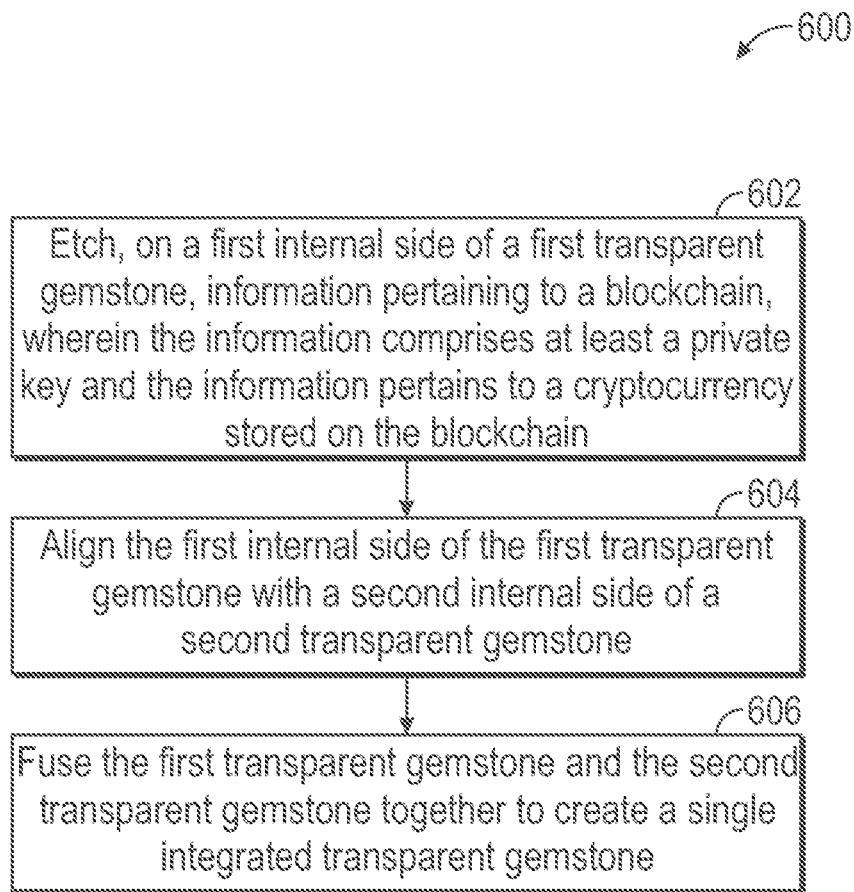 600
602
Etch, on a first internal side of a first transparent
gemstone, information pertaining to a blockchain,
wherein the information comprises at least a private
key and the information pertains to a cryptocurrency
stored on the blockchain
604
Align the first internal side of the first transparent
gemstone with a second internal side of a
second transparent gemstone
606
Fuse the first transparent gemstone and the second
transparent gemstone together to create a single
integrated transparent gemstone